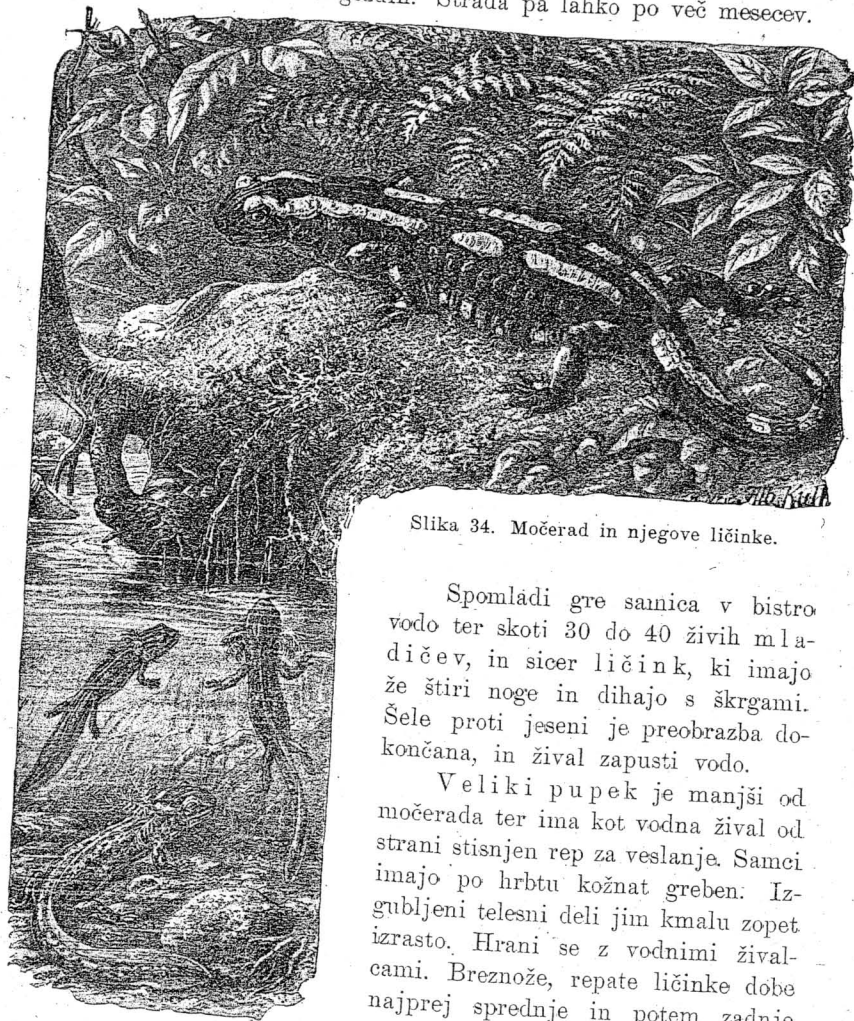 Strada pa lahko po več mesecev.
Slika 34. Močerad in njegove ličinke.
Spomladi gre samica v bistro
vodo ter skoti 30 do 40 živih mla-
dičev, in sicer ličink, ki imajo
že štiri noge in dihajo s škrgami.
Šele proti jeseni je preobrazba do-
končana, in žival zapusti vodo.
Veliki pupek je manjši od
močerada ter ima kot vodna žival od
strani stisnjen rep za veslanje. Samci
imajo po hrbtu kožnat greben. Iz-
gubljeni telesni deli jim kmalu zopet
izrasto. Hrani se z vodnimi žival-
cami. Breznože, repate ličinke dobe
najprej sprednje in potem zadnje